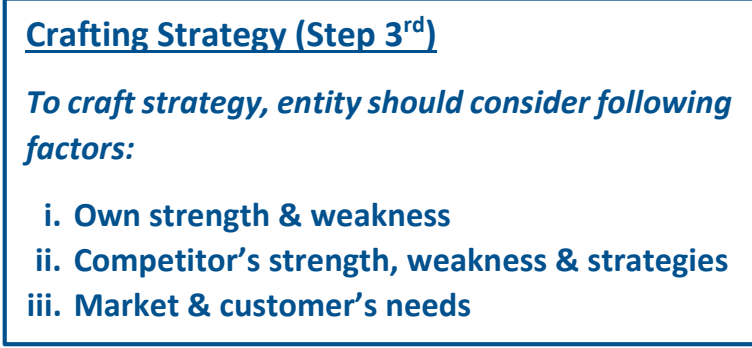 Crafting Strategy (Step 3rd)
To craft strategy, entity should consider following
factors:
i. Own strength & weakness
ii. Competitor’s strength, weakness & strategies
iii. Market & customer’s needs